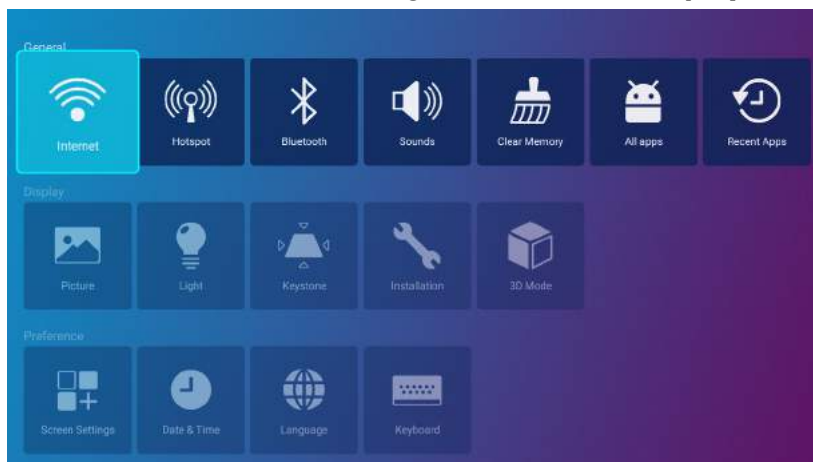 General
Internet
Hotspot
Bluetooth
Sounds
Clear Memory
All apps
Recent Apps
Display
Picture
Light
Keystone
Installation
3D Mode
Preference
Screen Settings
Date & Time
Language
Keyboard